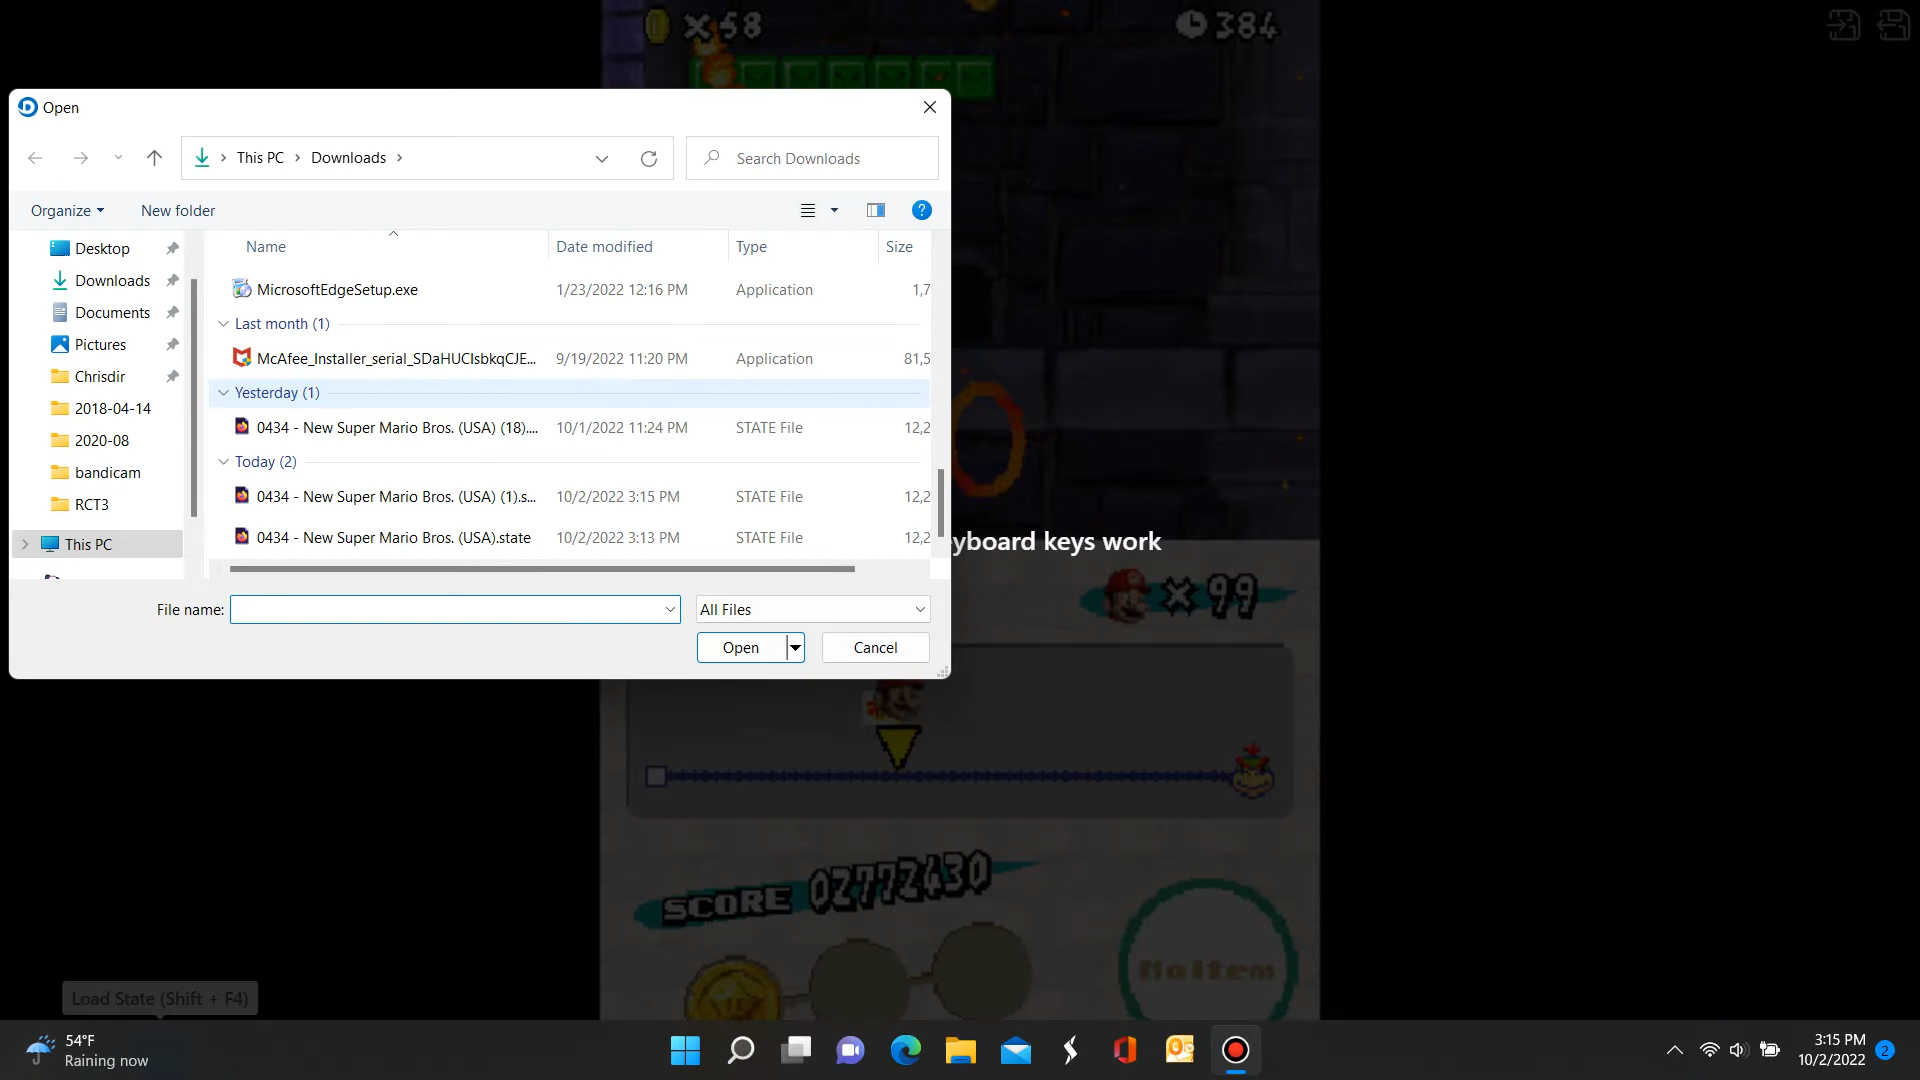 × 58
384
Open
This PC
Downloads
Search Downloads
Organize
New folder
Name
Date modified
Type
Size
Desktop
Downloads
Documents
Pictures
Chrisdir
2018-04-14
2020-08
bandicam
RCT3
This PC
MicrosoftEdgeSetup.exe 1/23/2022 12:16 PM Application 1,7
Last month (1)
McAfee_Installer_serial_SDaHUCIsbkqCJE... 9/19/2022 11:20 PM Application 81,5
Yesterday (1)
0434 - New Super Mario Bros. (USA) (18).... 10/1/2022 11:24 PM STATE File 12,2
Today (2)
0434 - New Super Mario Bros. (USA) (1).s... 10/2/2022 3:15 PM STATE File 12,2
0434 - New Super Mario Bros. (USA).state 10/2/2022 3:13 PM STATE File 12,2
File name:
All Files
Open
Cancel
yboard keys work
× 99
SCORE 02772430
No Item
Load State (Shift + F4)
54°F
Raining now
3:15 PM
10/2/2022
2